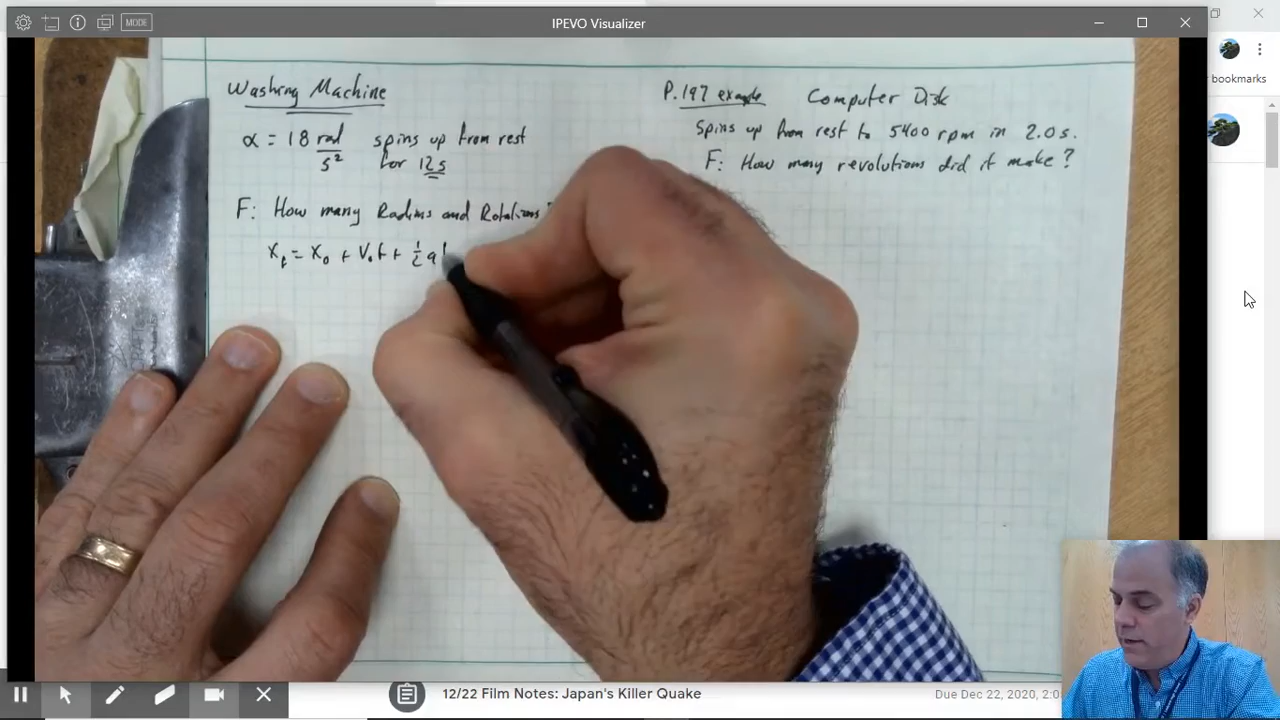 MODE
IPEVO Visualizer
bookmarks
Washing Machine
α = 18 rad/s² spins up from rest
for 12s
F: How many Radians and Rotations
X_f = X_0 + V_0 t + 1/2 a
P. 197 example Computer Disk
Spins up from rest to 5400 rpm in 2.0 s.
F: How many revolutions did it make?
12/22 Film Notes: Japan's Killer Quake
Due Dec 22, 2020, 2: